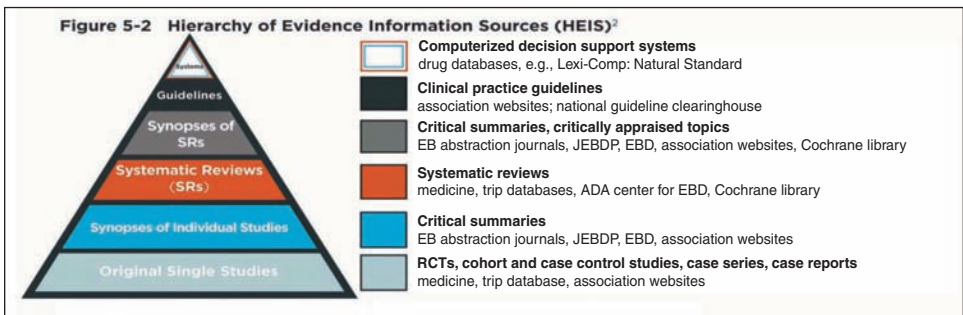 Figure 5-2 Hierarchy of Evidence Information Sources (HEIS)²
Systems
Guidelines
Synopses of
SRs
Systematic Reviews
(SRs)
Synopses of Individual Studies
Original Single Studies
Computerized decision support systems
drug databases, e.g., Lexi-Comp: Natural Standard
Clinical practice guidelines
association websites; national guideline clearinghouse
Critical summaries, critically appraised topics
EB abstraction journals, JEBDP, EBD, association websites, Cochrane library
Systematic reviews
medicine, trip databases, ADA center for EBD, Cochrane library
Critical summaries
EB abstraction journals, JEBDP, EBD, association websites
RCTs, cohort and case control studies, case series, case reports
medicine, trip database, association websites